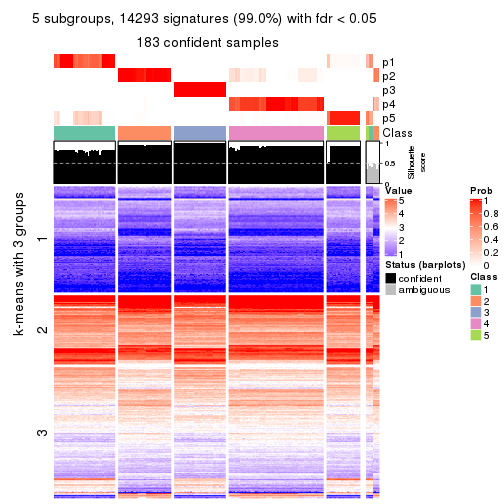 5 subgroups, 14293 signatures (99.0%) with fdr < 0.05
183 confident samples
p1
p2
p3
p4
p5
Class
1
0.5
0
Silhouette
score
k-means with 3 groups
1
2
3
Value
5
4
3
2
1
Status (barplots)
confident
ambiguous
Prob
1
0.8
0.6
0.4
0.2
0
Class
1
2
3
4
5